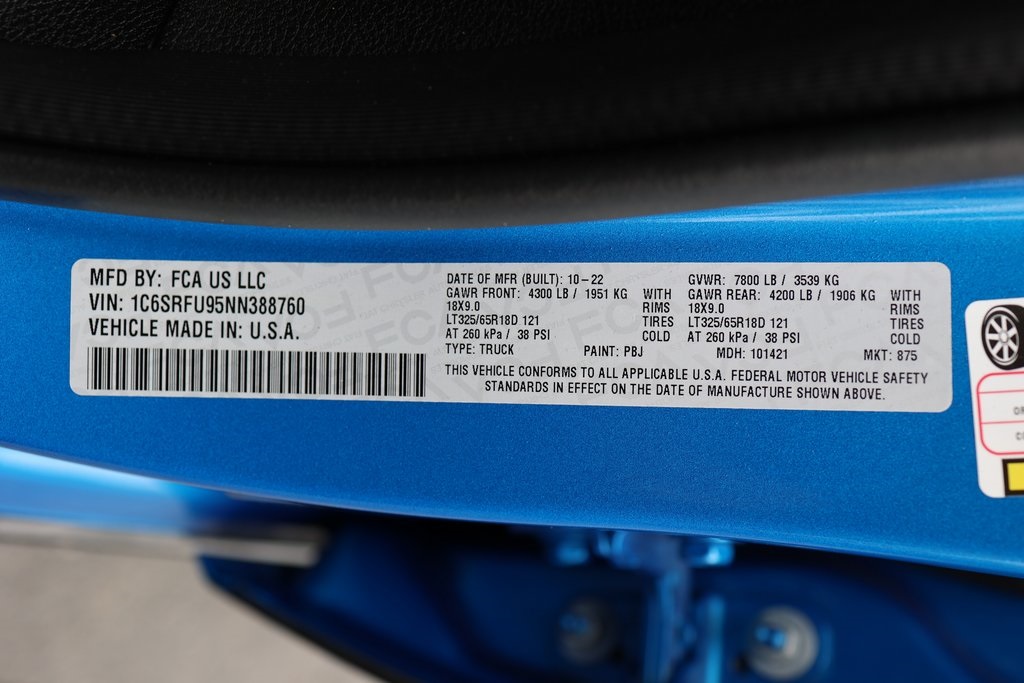 MFD BY: FCA US LLC
VIN: 1C6SRFU95NN388760
VEHICLE MADE IN: U.S.A.
DATE OF MFR (BUILT): 10-22
GAWR FRONT: 4300 LB / 1951 KG WITH
18X9.0 RIMS
LT325/65R18D 121 TIRES
AT 260 kPa / 38 PSI COLD
TYPE: TRUCK PAINT: PBJ
GVWR: 7800 LB / 3539 KG
GAWR REAR: 4200 LB / 1906 KG WITH
18X9.0 RIMS
LT325/65R18D 121 TIRES
AT 260 kPa / 38 PSI COLD
MDH: 101421 MKT: 875
THIS VEHICLE CONFORMS TO ALL APPLICABLE U.S.A. FEDERAL MOTOR VEHICLE SAFETY
STANDARDS IN EFFECT ON THE DATE OF MANUFACTURE SHOWN ABOVE.